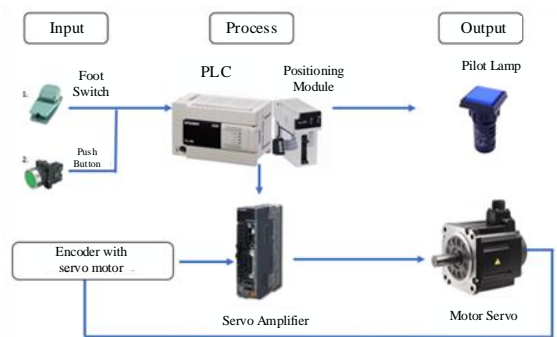 Input
Process
Output
1.
Foot
Switch
PLC
Positioning
Module
Pilot Lamp
2.
Push
Button
Encoder with
servo motor
Servo Amplifier
Motor Servo